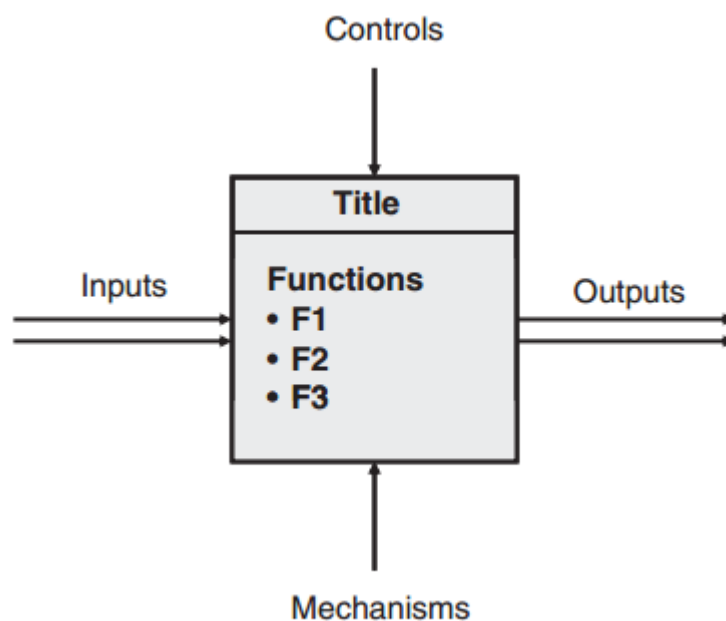 Controls
Title
Functions
Inputs
Outputs
• F1
• F2
• F3
Mechanisms